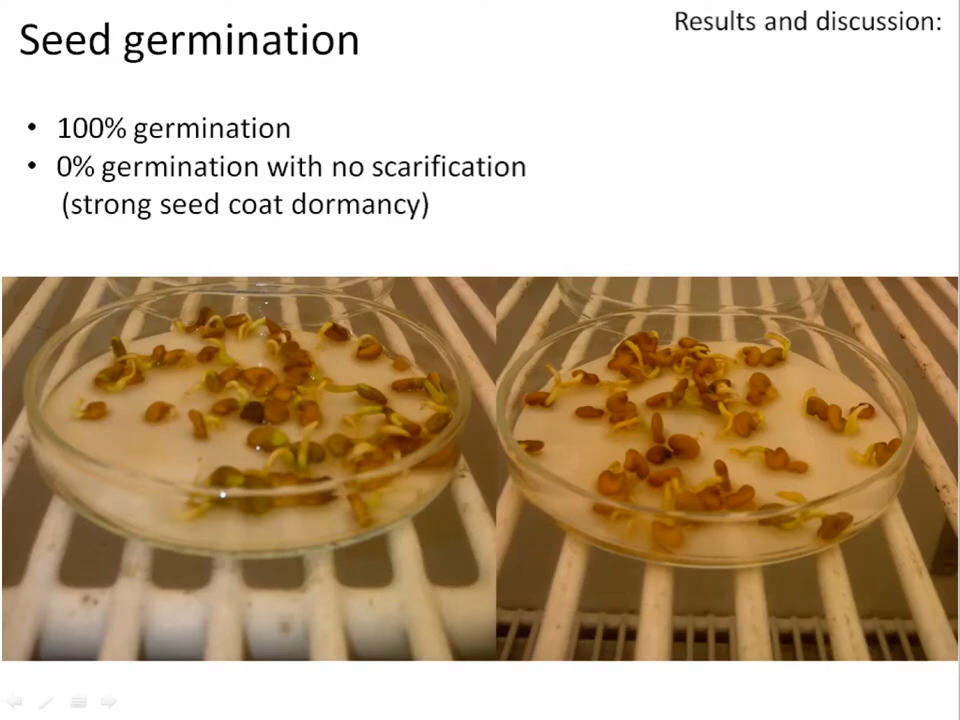 Seed germination
Results and discussion:
• 100% germination
• 0% germination with no scarification
(strong seed coat dormancy)